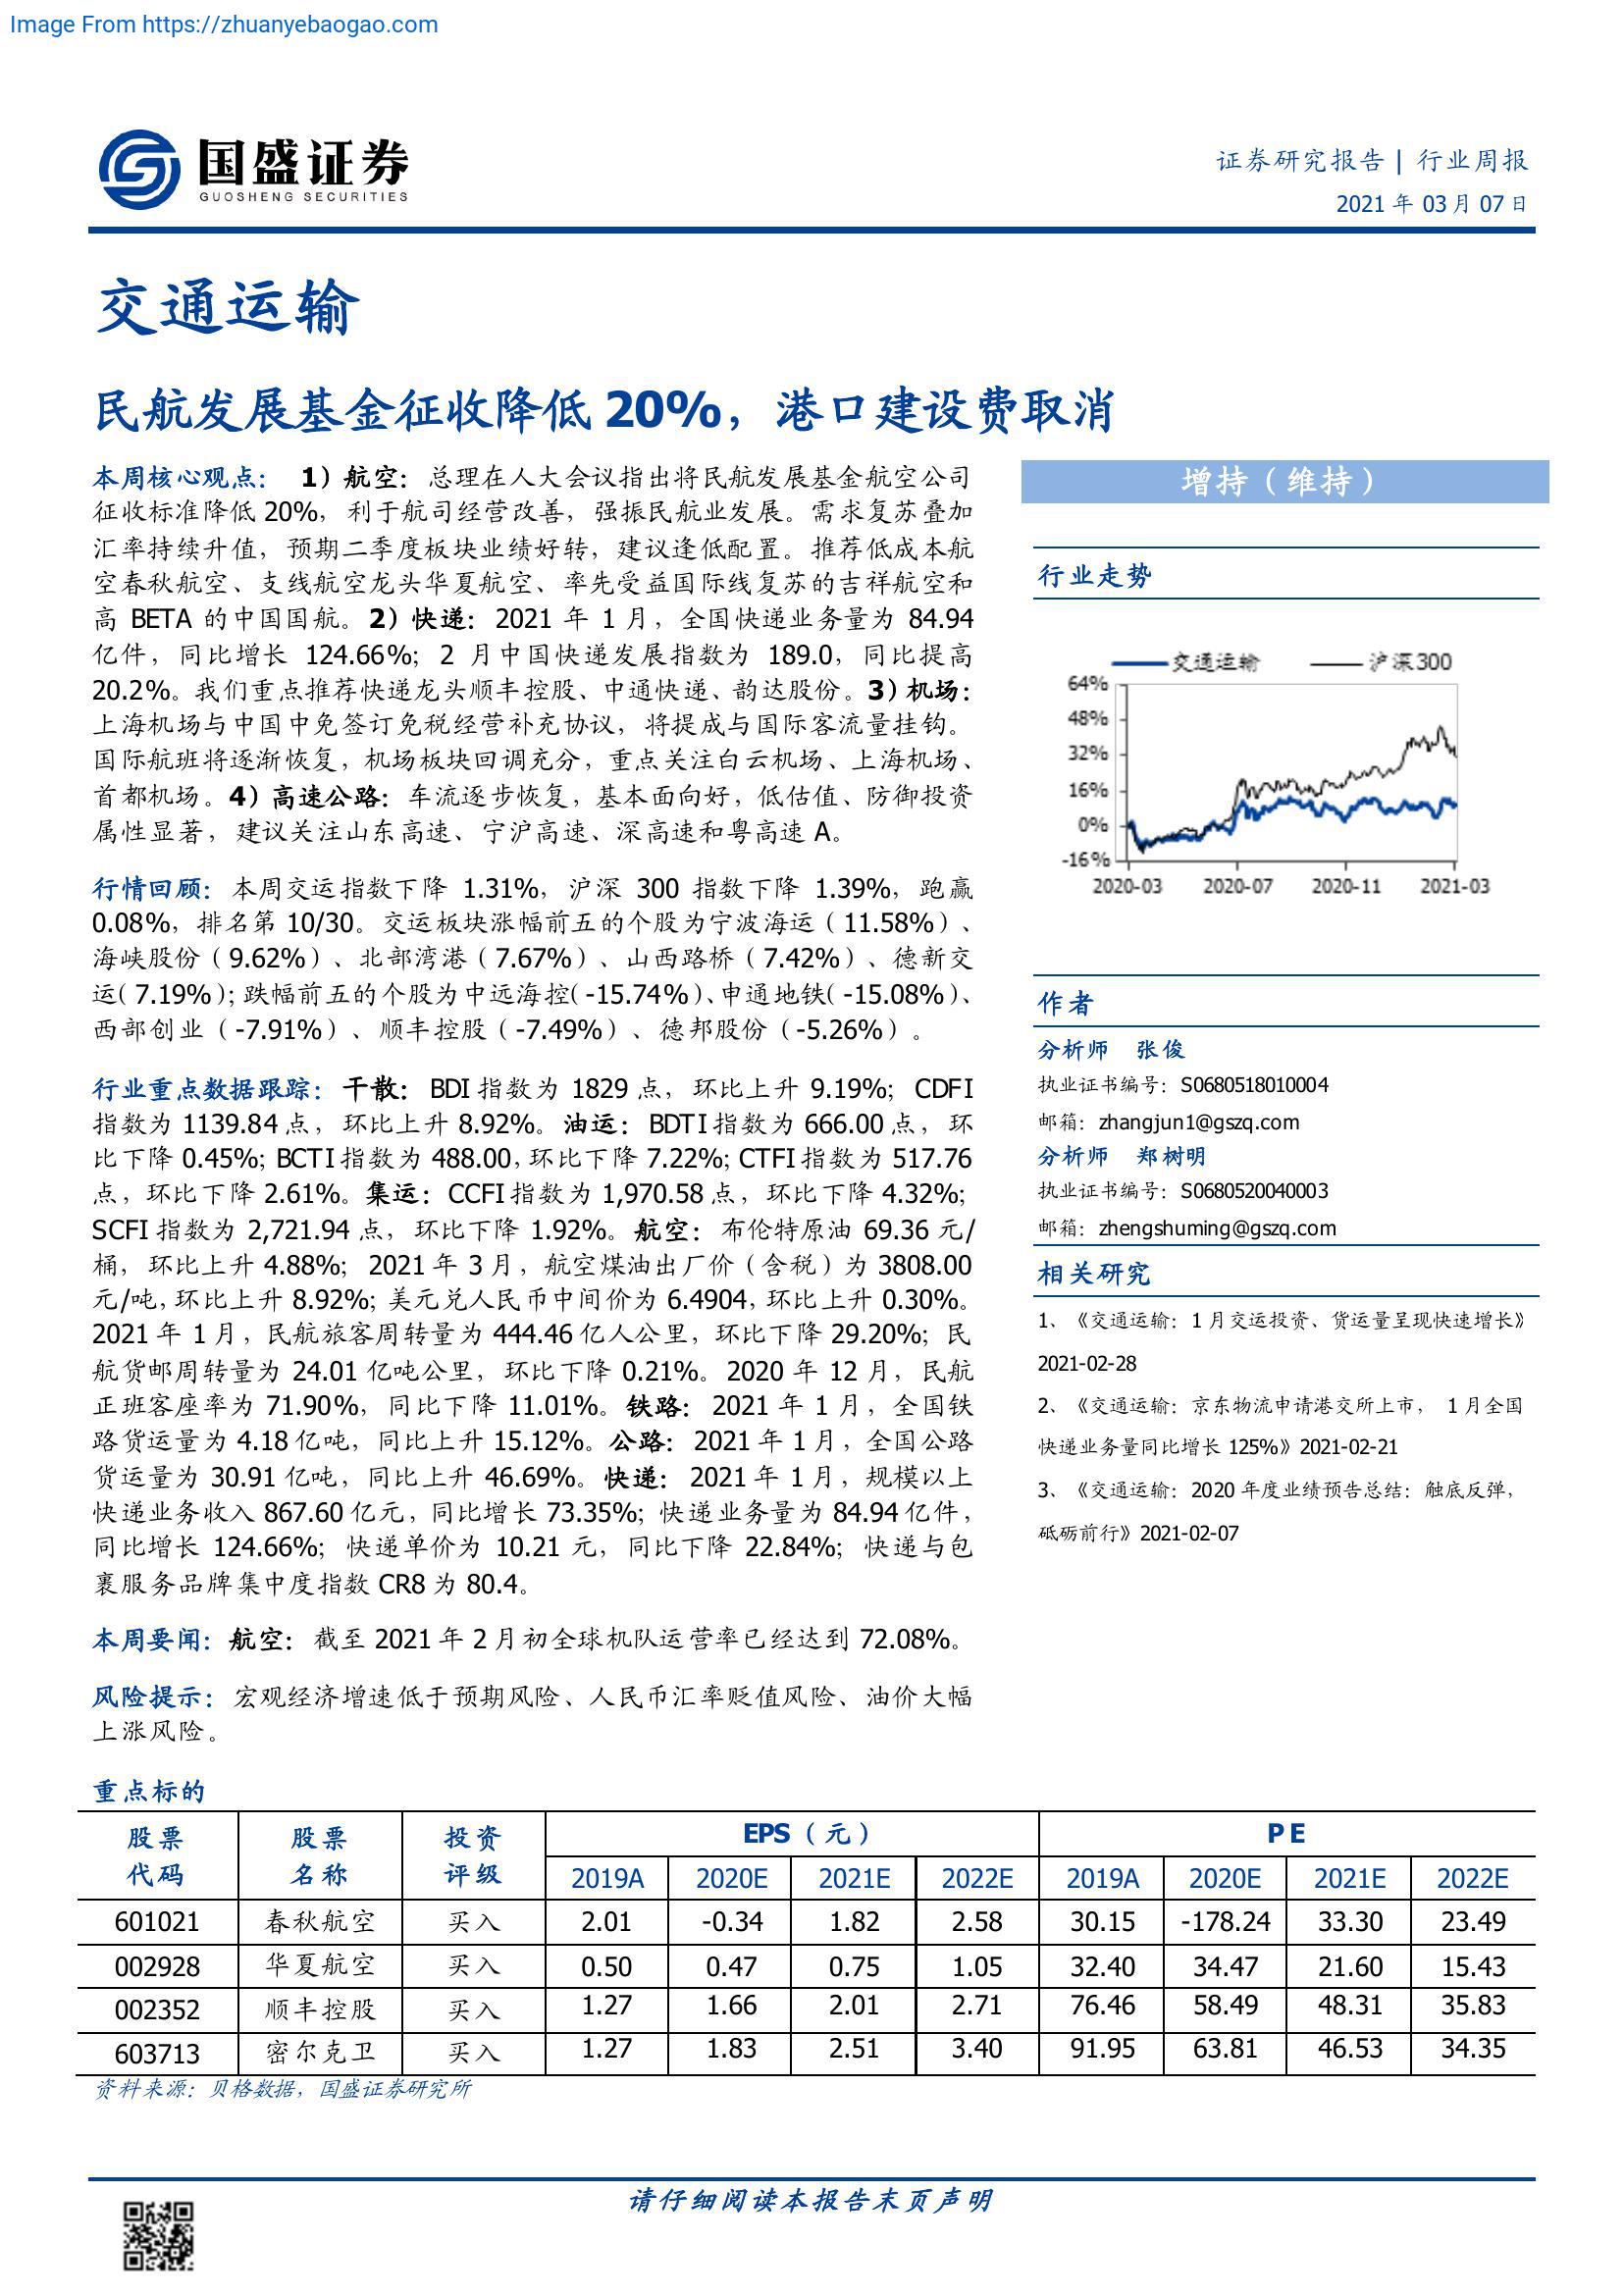 Image From https://zhuanyebaogao.com
国盛证券
GUOSHENG SECURITIES
证券研究报告 | 行业周报
2021 年 03 月 07 日
交通运输
民航发展基金征收降低 20%，港口建设费取消
本周核心观点： 1）航空：总理在人大会议指出将民航发展基金航空公司
征收标准降低 20%，利于航司经营改善，强振民航业发展。需求复苏叠加
汇率持续升值，预期二季度板块业绩好转，建议逢低配置。推荐低成本航
空春秋航空、支线航空龙头华夏航空、率先受益国际线复苏的吉祥航空和
高 BETA 的中国国航。2）快递：2021 年 1 月，全国快递业务量为 84.94
亿件，同比增长 124.66%；2 月中国快递发展指数为 189.0，同比提高
20.2%。我们重点推荐快递龙头顺丰控股、中通快递、韵达股份。3）机场：
上海机场与中国中免签订免税经营补充协议，将提成与国际客流量挂钩。
国际航班将逐渐恢复，机场板块回调充分，重点关注白云机场、上海机场、
首都机场。4）高速公路：车流逐步恢复，基本面向好，低估值、防御投资
属性显著，建议关注山东高速、宁沪高速、深高速和粤高速 A。
行情回顾：本周交运指数下降 1.31%，沪深 300 指数下降 1.39%，跑赢
0.08%，排名第 10/30。交运板块涨幅前五的个股为宁波海运（11.58%）、
海峡股份（9.62%）、北部湾港（7.67%）、山西路桥（7.42%）、德新交
运（7.19%）；跌幅前五的个股为中远海控（-15.74%）、申通地铁（-15.08%）、
西部创业（-7.91%）、顺丰控股（-7.49%）、德邦股份（-5.26%）。
行业重点数据跟踪：干散：BDI 指数为 1829 点，环比上升 9.19%；CDFI
指数为 1139.84 点，环比上升 8.92%。油运：BDTI 指数为 666.00 点，环
比下降 0.45%；BCTI 指数为 488.00，环比下降 7.22%；CTFI 指数为 517.76
点，环比下降 2.61%。集运：CCFI 指数为 1,970.58 点，环比下降 4.32%；
SCFI 指数为 2,721.94 点，环比下降 1.92%。航空：布伦特原油 69.36 元/
桶，环比上升 4.88%；2021 年 3 月，航空煤油出厂价（含税）为 3808.00
元/吨，环比上升 8.92%；美元兑人民币中间价为 6.4904，环比上升 0.30%。
2021 年 1 月，民航旅客周转量为 444.46 亿人公里，环比下降 29.20%；民
航货邮周转量为 24.01 亿吨公里，环比下降 0.21%。2020 年 12 月，民航
正班客座率为 71.90%，同比下降 11.01%。铁路：2021 年 1 月，全国铁
路货运量为 4.18 亿吨，同比上升 15.12%。公路：2021 年 1 月，全国公路
货运量为 30.91 亿吨，同比上升 46.69%。快递：2021 年 1 月，规模以上
快递业务收入 867.60 亿元，同比增长 73.35%；快递业务量为 84.94 亿件，
同比增长 124.66%；快递单价为 10.21 元，同比下降 22.84%；快递与包
裹服务品牌集中度指数 CR8 为 80.4。
本周要闻：航空：截至 2021 年 2 月初全球机队运营率已经达到 72.08%。
风险提示：宏观经济增速低于预期风险、人民币汇率贬值风险、油价大幅
上涨风险。
增持（维持）
行业走势
交通运输 沪深300
64%
48%
32%
16%
0%
-16%
2020-03 2020-07 2020-11 2021-03
作者
分析师 张俊
执业证书编号：S0680518010004
邮箱：zhangjun1@gszq.com
分析师 郑树明
执业证书编号：S0680520040003
邮箱：zhengshuming@gszq.com
相关研究
1、《交通运输：1 月交运投资、货运量呈现快速增长》
2021-02-28
2、《交通运输：京东物流申请港交所上市， 1 月全国
快递业务量同比增长 125%》2021-02-21
3、《交通运输：2020 年度业绩预告总结：触底反弹，
砥砺前行》2021-02-07
重点标的
股票 股票 投资 EPS（元） PE
代码 名称 评级 2019A 2020E 2021E 2022E 2019A 2020E 2021E 2022E
601021 春秋航空 买入 2.01 -0.34 1.82 2.58 30.15 -178.24 33.30 23.49
002928 华夏航空 买入 0.50 0.47 0.75 1.05 32.40 34.47 21.60 15.43
002352 顺丰控股 买入 1.27 1.66 2.01 2.71 76.46 58.49 48.31 35.83
603713 密尔克卫 买入 1.27 1.83 2.51 3.40 91.95 63.81 46.53 34.35
资料来源：贝格数据，国盛证券研究所
请仔细阅读本报告末页声明